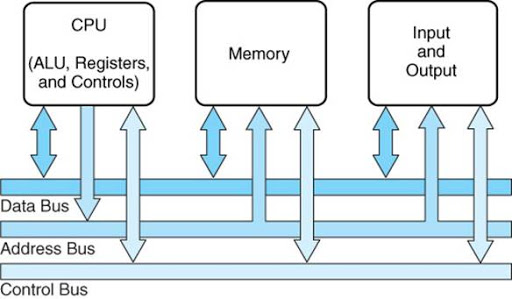 CPU
(ALU, Registers,
and Controls)
Memory
Input
and
Output
Data Bus
Address Bus
Control Bus